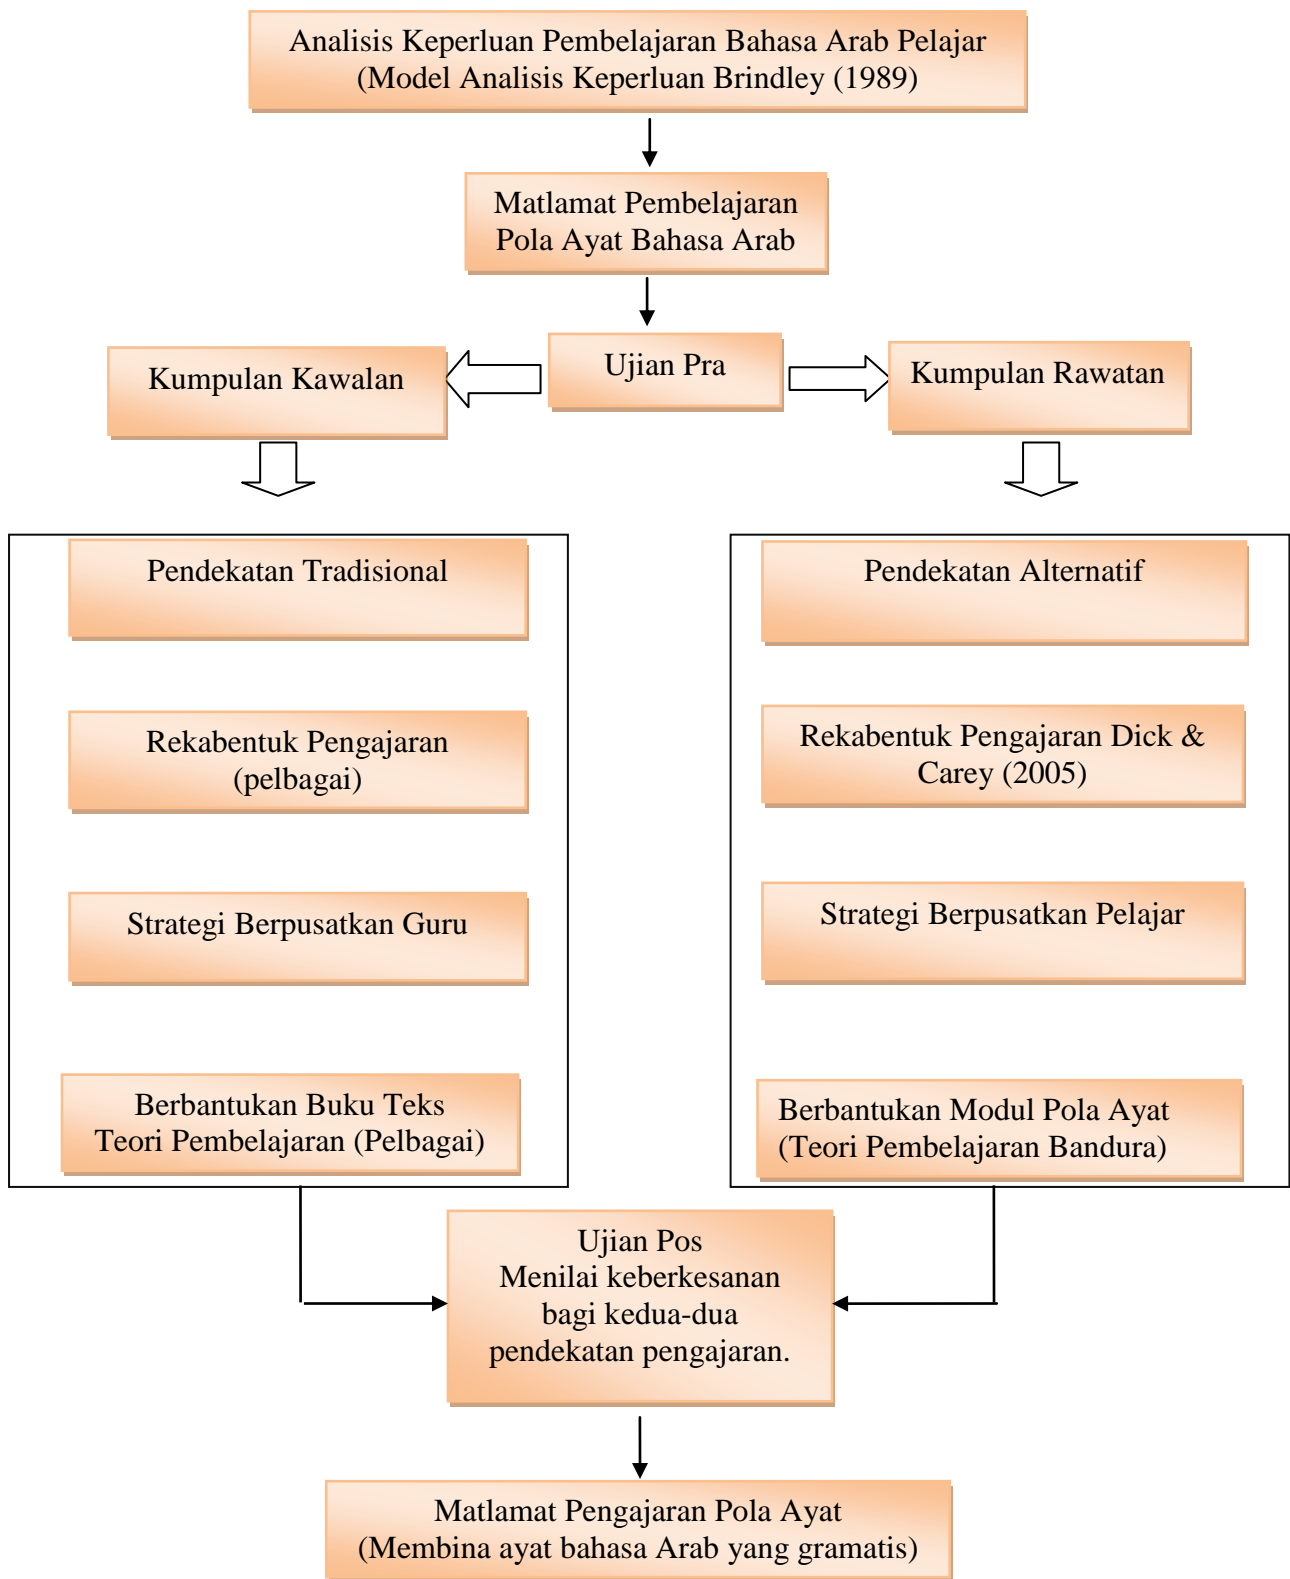 Analisis Keperluan Pembelajaran Bahasa Arab Pelajar
(Model Analisis Keperluan Brindley (1989)
Matlamat Pembelajaran
Pola Ayat Bahasa Arab
Ujian Pra
Kumpulan Kawalan
Kumpulan Rawatan
Pendekatan Tradisional
Rekabentuk Pengajaran
(pelbagai)
Strategi Berpusatkan Guru
Berbantukan Buku Teks
Teori Pembelajaran (Pelbagai)
Pendekatan Alternatif
Rekabentuk Pengajaran Dick &
Carey (2005)
Strategi Berpusatkan Pelajar
Berbantukan Modul Pola Ayat
(Teori Pembelajaran Bandura)
Ujian Pos
Menilai keberkesanan
bagi kedua-dua
pendekatan pengajaran.
Matlamat Pengajaran Pola Ayat
(Membina ayat bahasa Arab yang gramatis)